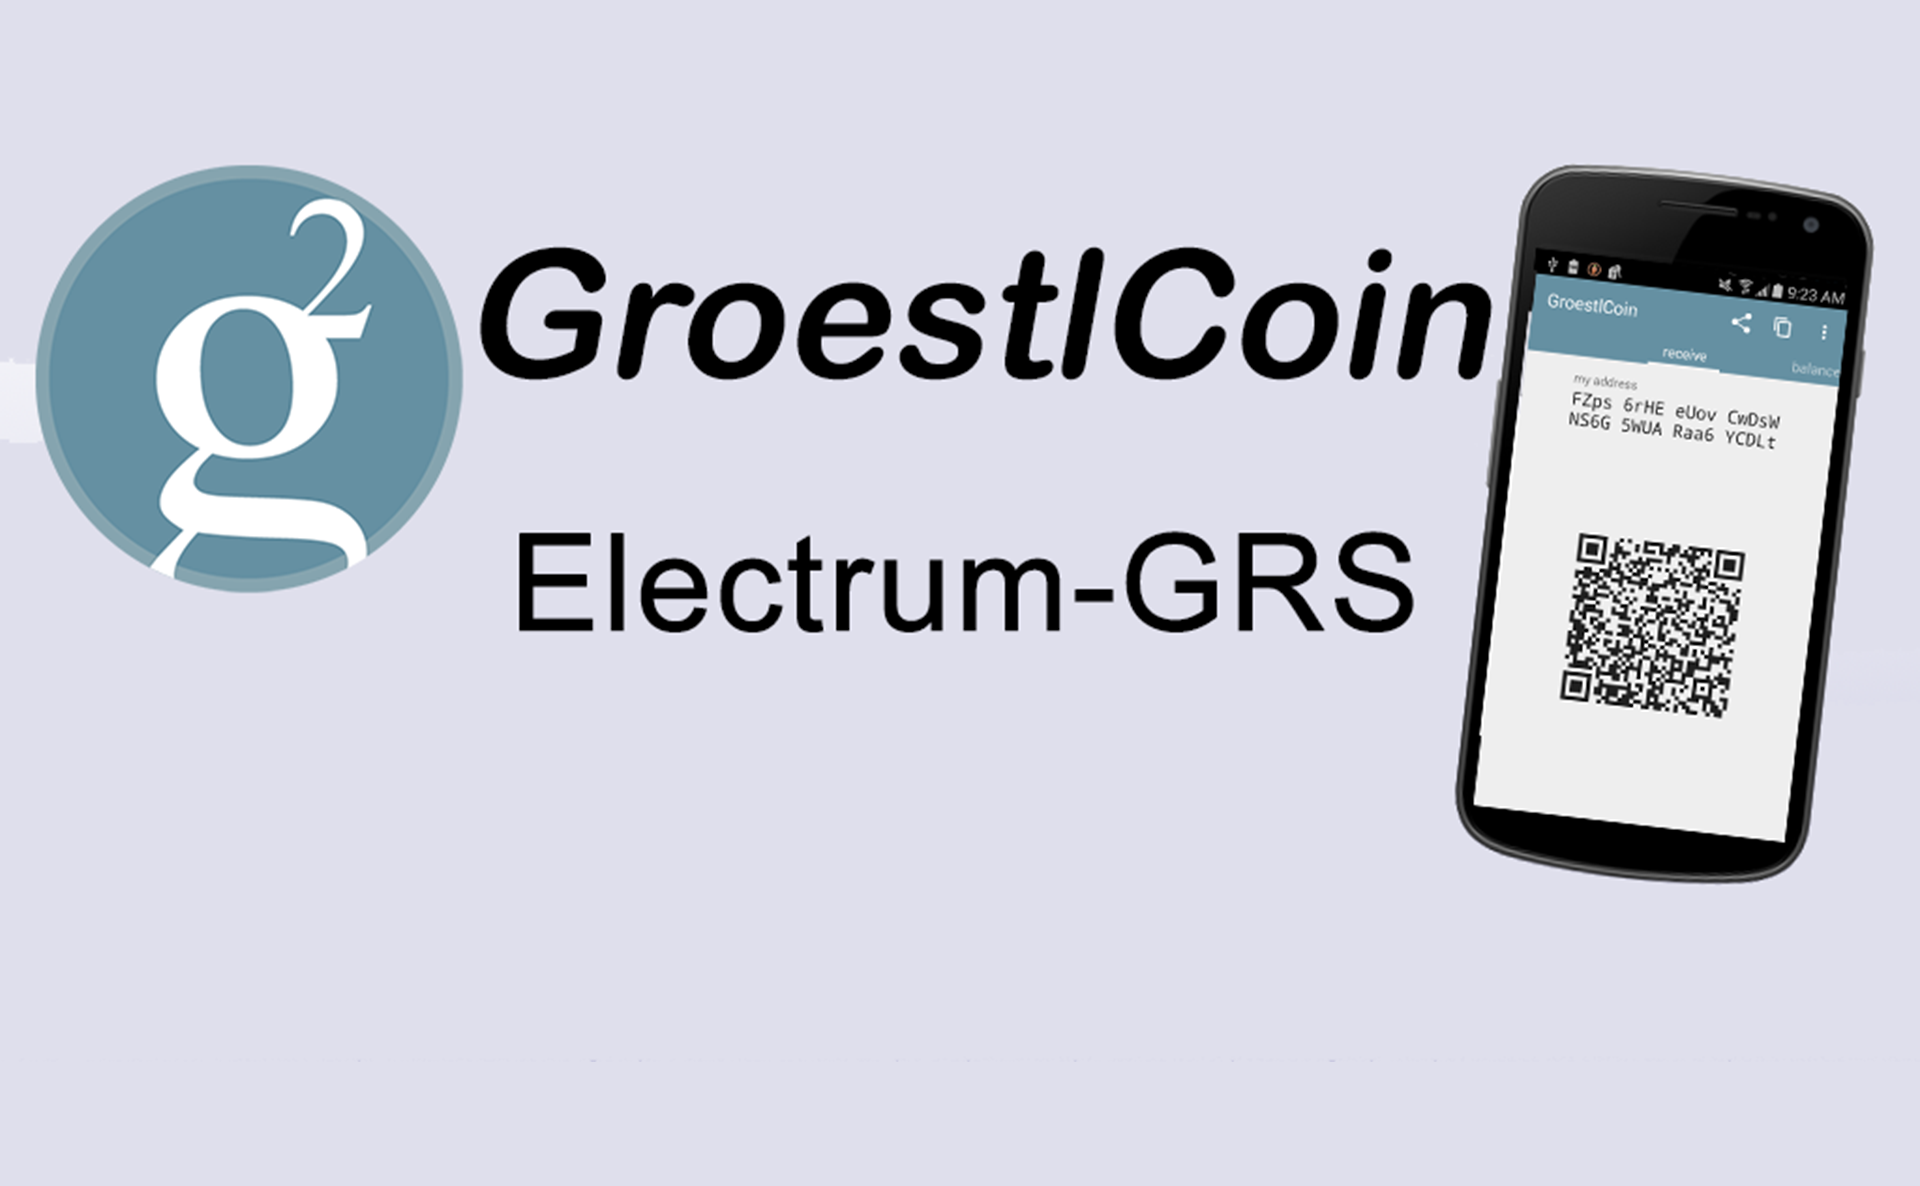 g2
GroestlCoin
Electrum-GRS
9:23 AM
GroestlCoin
receive
balance
my address
FZps 6rHE eUov CwDsW
NS6G 5WUA Raa6 YCDLt